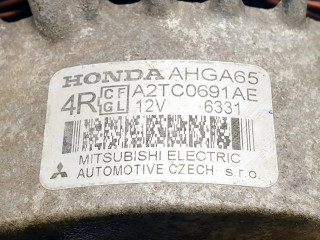 HONDA AHGA65
4R CF GL A2TC0691AE
12V 6331
MITSUBISHI ELECTRIC
AUTOMOTIVE CZECH s.r.o.